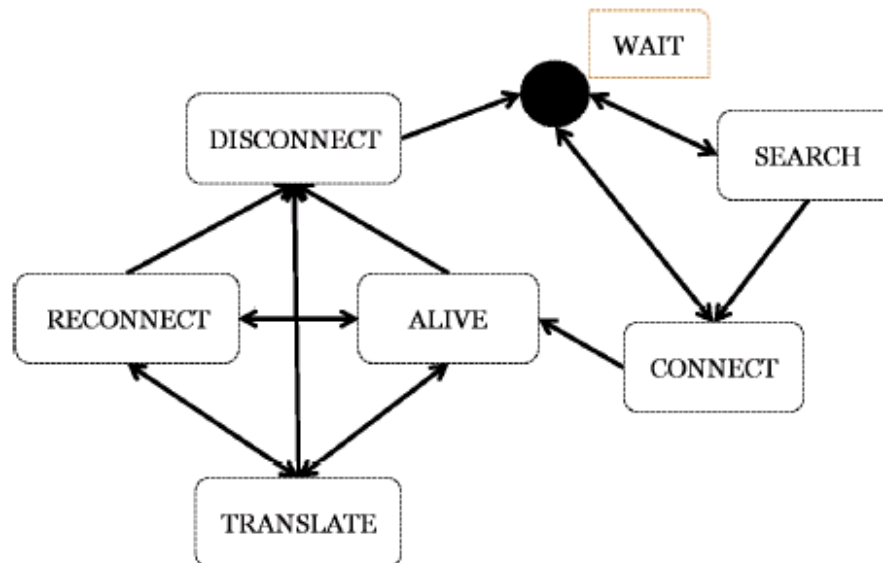 WAIT
DISCONNECT
SEARCH
RECONNECT
ALIVE
CONNECT
TRANSLATE